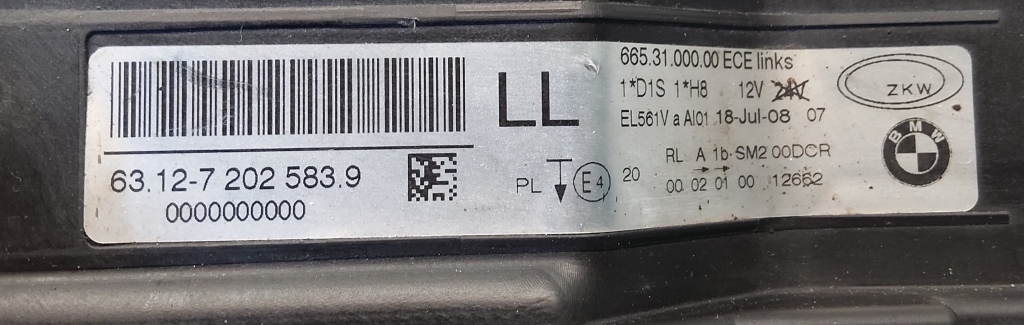 63.12-7 202 583.9
0000000000
LL
PL E4 20
665.31.000.00 ECE links
1*D1S 1*H8 12V 24V
EL561V a AI01 18-Jul-08 07
RL A 1b-SM2 00DCR
00 02 01 00 12662
ZKW
BMW